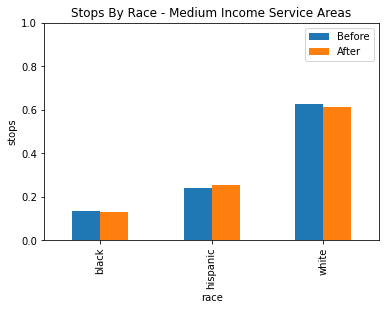 Stops By Race - Medium Income Service Areas
1.0
0.8
0.6
0.4
0.2
0.0
stops
Before
After
black
hispanic
white
race